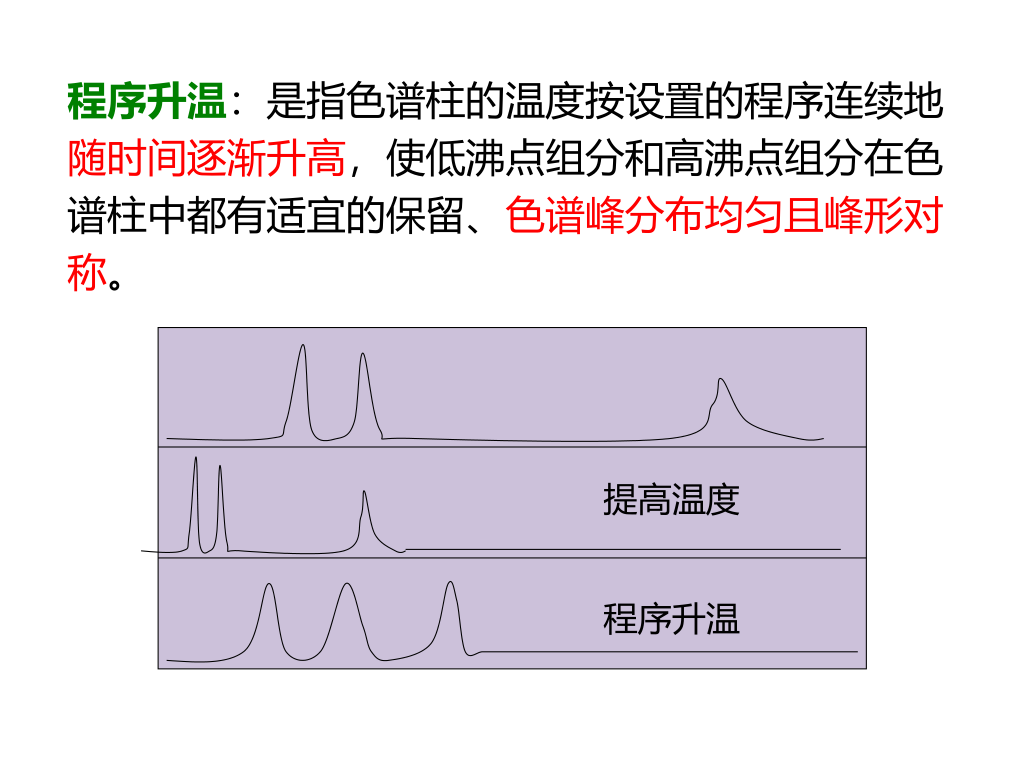 程序升温：是指色谱柱的温度按设置的程序连续地
随时间逐渐升高，使低沸点组分和高沸点组分在色
谱柱中都有适宜的保留、色谱峰分布均匀且峰形对
称。
提高温度
程序升温